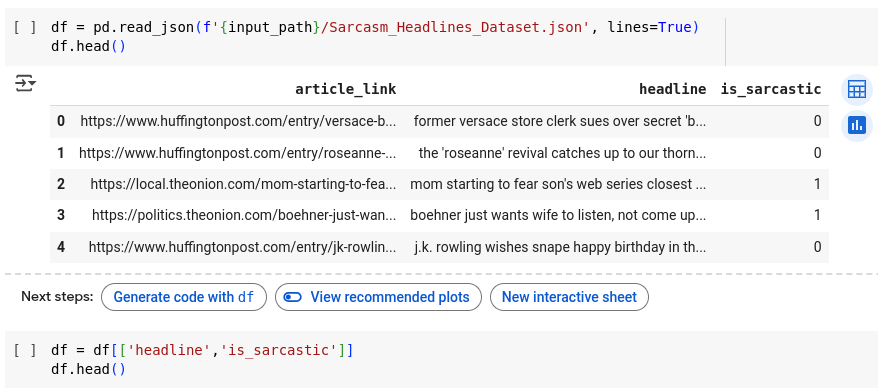 [ ] df = pd.read_json(f'{input_path}/Sarcasm_Headlines_Dataset.json', lines=True)
df.head()
article_link headline is_sarcastic
0 https://www.huffingtonpost.com/entry/versace-b... former versace store clerk sues over secret 'b... 0
1 https://www.huffingtonpost.com/entry/roseanne-... the 'roseanne' revival catches up to our thorn... 0
2 https://local.theonion.com/mom-starting-to-fea... mom starting to fear son's web series closest ... 1
3 https://politics.theonion.com/boehner-just-wan... boehner just wants wife to listen, not come up... 1
4 https://www.huffingtonpost.com/entry/jk-rowlin... j.k. rowling wishes snape happy birthday in th... 0
Next steps: Generate code with df View recommended plots New interactive sheet
[ ] df = df[['headline','is_sarcastic']]
df.head()